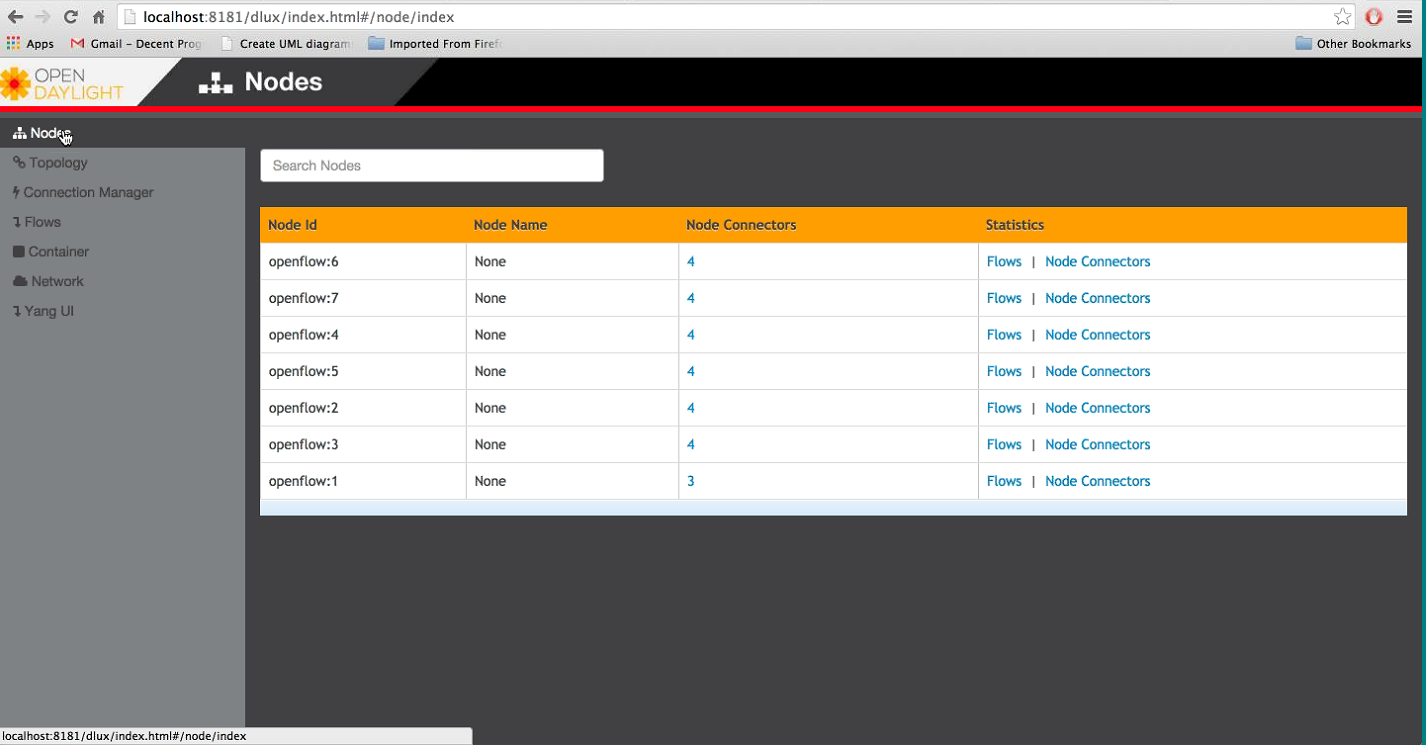 localhost:8181/dlux/index.html#/node/index
Apps Gmail – Decent Prog Create UML diagram Imported From Firef Other Bookmarks
OPEN
DAYLIGHT
Nodes
Nodes
Topology
Connection Manager
Flows
Container
Network
Yang UI
Search Nodes
Node Id Node Name Node Connectors Statistics
openflow:6 None 4 Flows | Node Connectors
openflow:7 None 4 Flows | Node Connectors
openflow:4 None 4 Flows | Node Connectors
openflow:5 None 4 Flows | Node Connectors
openflow:2 None 4 Flows | Node Connectors
openflow:3 None 4 Flows | Node Connectors
openflow:1 None 3 Flows | Node Connectors
localhost:8181/dlux/index.html#/node/index